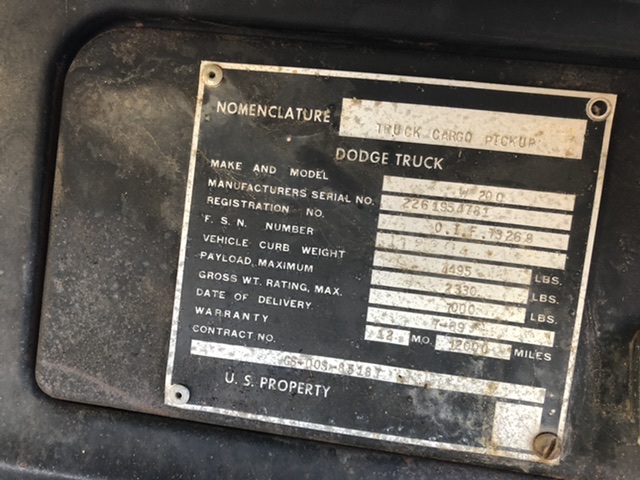 NOMENCLATURE TRUCK CARGO PICKUP
DODGE TRUCK
MAKE AND MODEL W 200
MANUFACTURERS SERIAL NO. 2261S54761
REGISTRATION NO.
F. S. N. NUMBER
VEHICLE CURB WEIGHT LBS.
PAYLOAD, MAXIMUM 2330 LBS.
GROSS WT. RATING, MAX. 7000 LBS.
DATE OF DELIVERY
WARRANTY 12 MO. 12000 MILES
CONTRACT NO.
U. S. PROPERTY